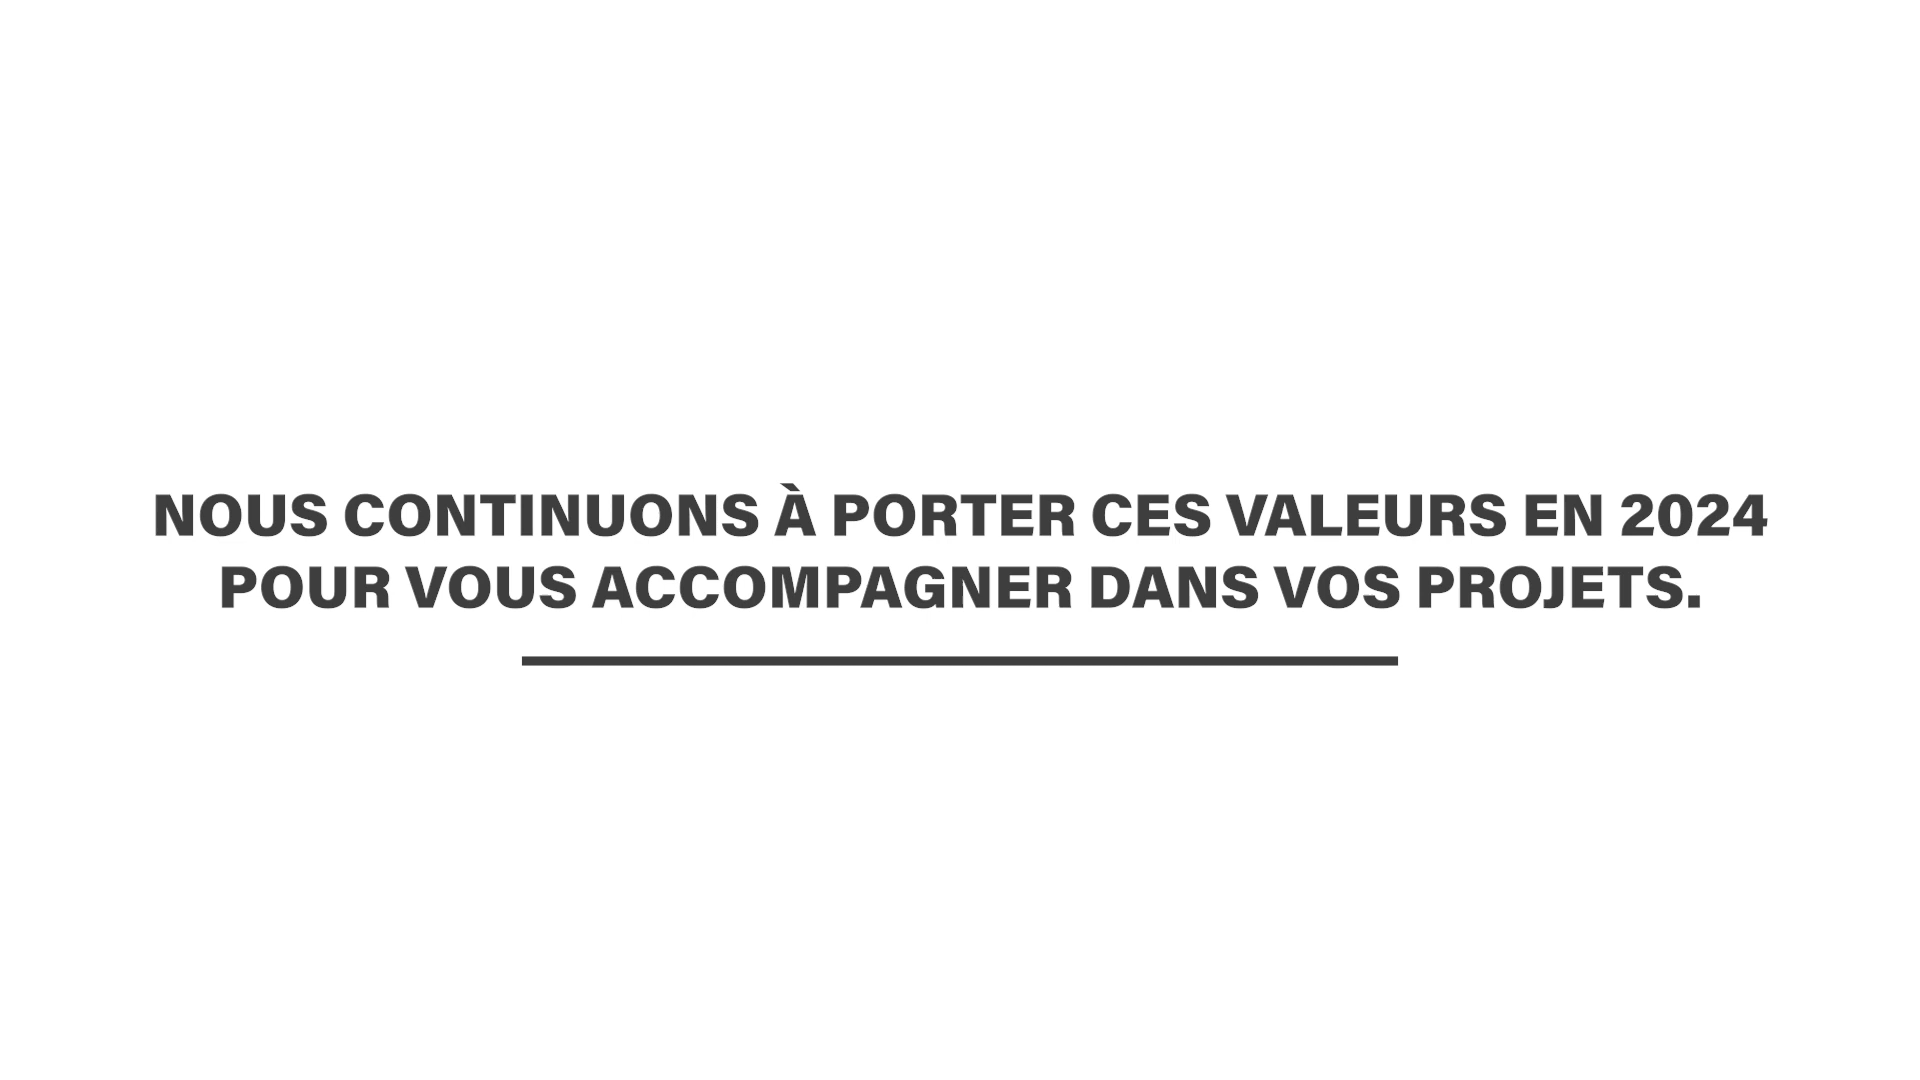 NOUS CONTINUONS À PORTER CES VALEURS EN 2024
POUR VOUS ACCOMPAGNER DANS VOS PROJETS.